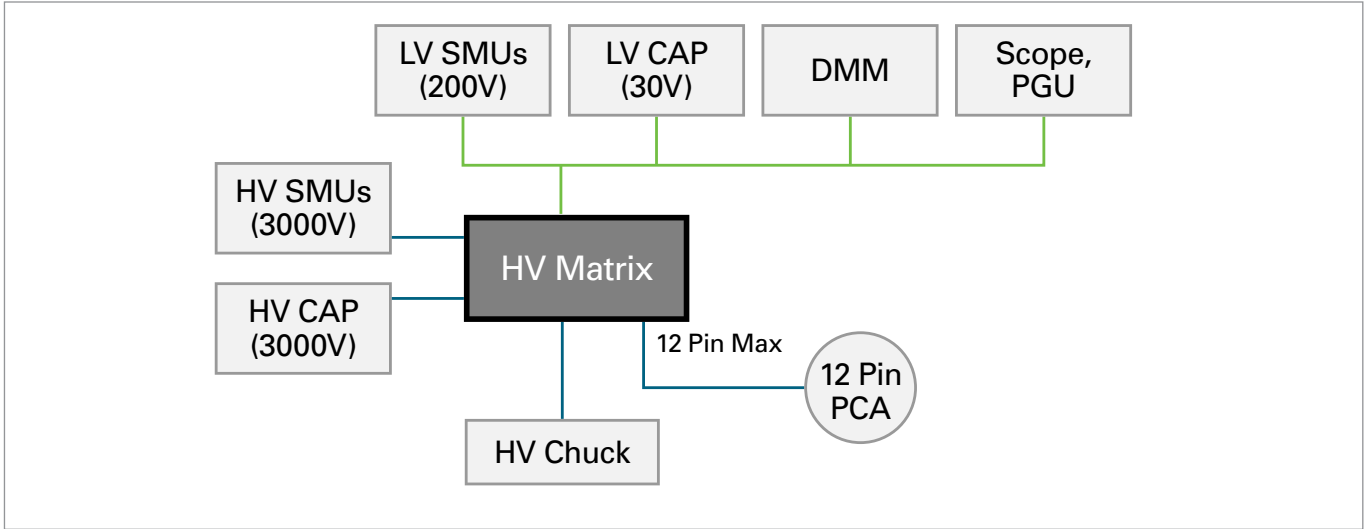 LV SMUs
(200V)
LV CAP
(30V)
DMM
Scope,
PGU
HV SMUs
(3000V)
HV Matrix
HV CAP
(3000V)
12 Pin Max
12 Pin
PCA
HV Chuck